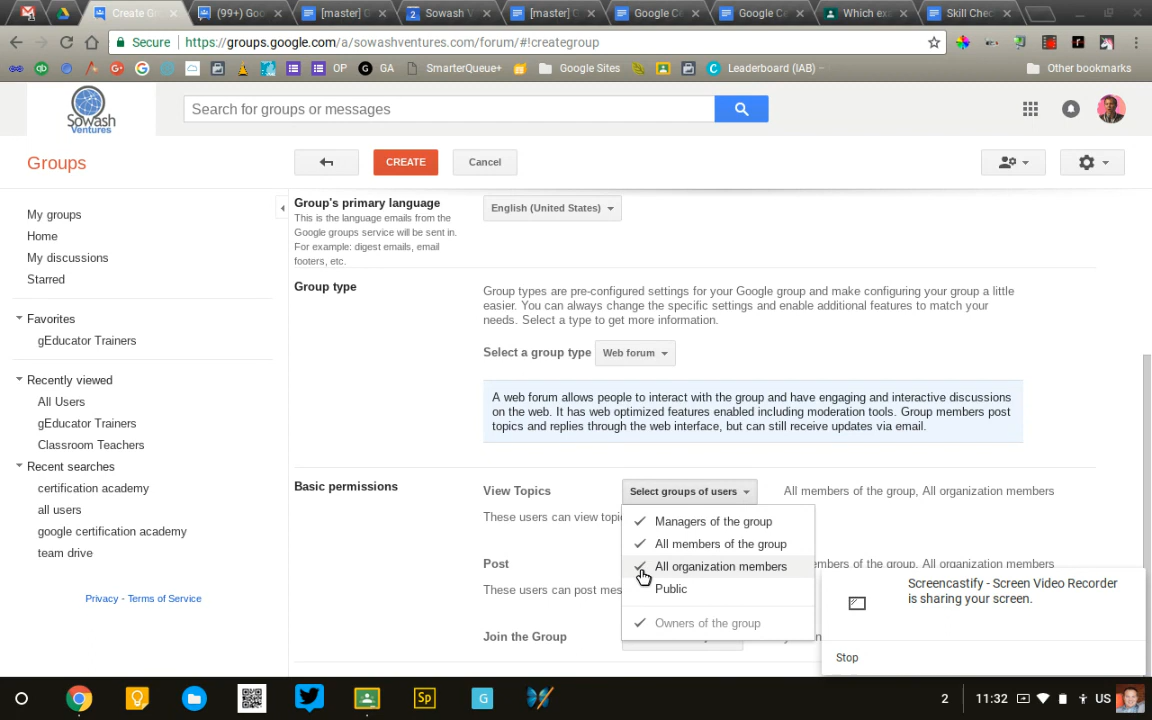 Create Gr
(99+) Goo
[master] G
Sowash V
[master] G
Google Ce
Google Ce
Which exa
Skill Chec
Secure
https://groups.google.com/a/sowashventures.com/forum/#!creategroup
OP
GA
SmarterQueue+
Google Sites
Leaderboard (IAB) -
Other bookmarks
Sowash
Ventures
Search for groups or messages
Groups
CREATE
Cancel
My groups
Home
My discussions
Starred
Favorites
gEducator Trainers
Recently viewed
All Users
gEducator Trainers
Classroom Teachers
Recent searches
certification academy
all users
google certification academy
team drive
Privacy - Terms of Service
Group's primary language
This is the language emails from the
Google groups service will be sent in.
For example: digest emails, email
footers, etc.
English (United States)
Group type
Group types are pre-configured settings for your Google group and make configuring your group a little
easier. You can always change the specific settings and enable additional features to match your
needs. Select a type to get more information.
Select a group type
Web forum
A web forum allows people to interact with the group and have engaging and interactive discussions
on the web. It has web optimized features enabled including moderation tools. Group members post
topics and replies through the web interface, but can still receive updates via email.
Basic permissions
View Topics
Select groups of users
All members of the group, All organization members
These users can view topi
Managers of the group
All members of the group
All organization members
Public
Owners of the group
Post
embers of the group, All organization members
These users can post mes
Join the Group
Screencastify - Screen Video Recorder
is sharing your screen.
Stop
Sp
G
2
11:32
US